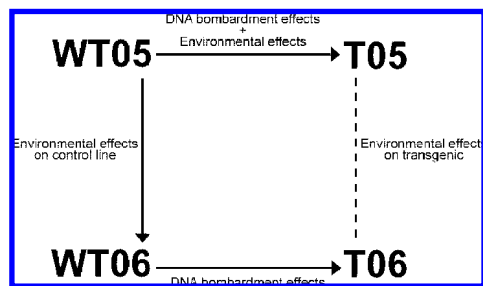 DNA bombardment effects
+
Environmental effects
WT05
T05
Environmental effects
on control line
Environmental effects
on transgenic
WT06
T06
DNA bombardment effects